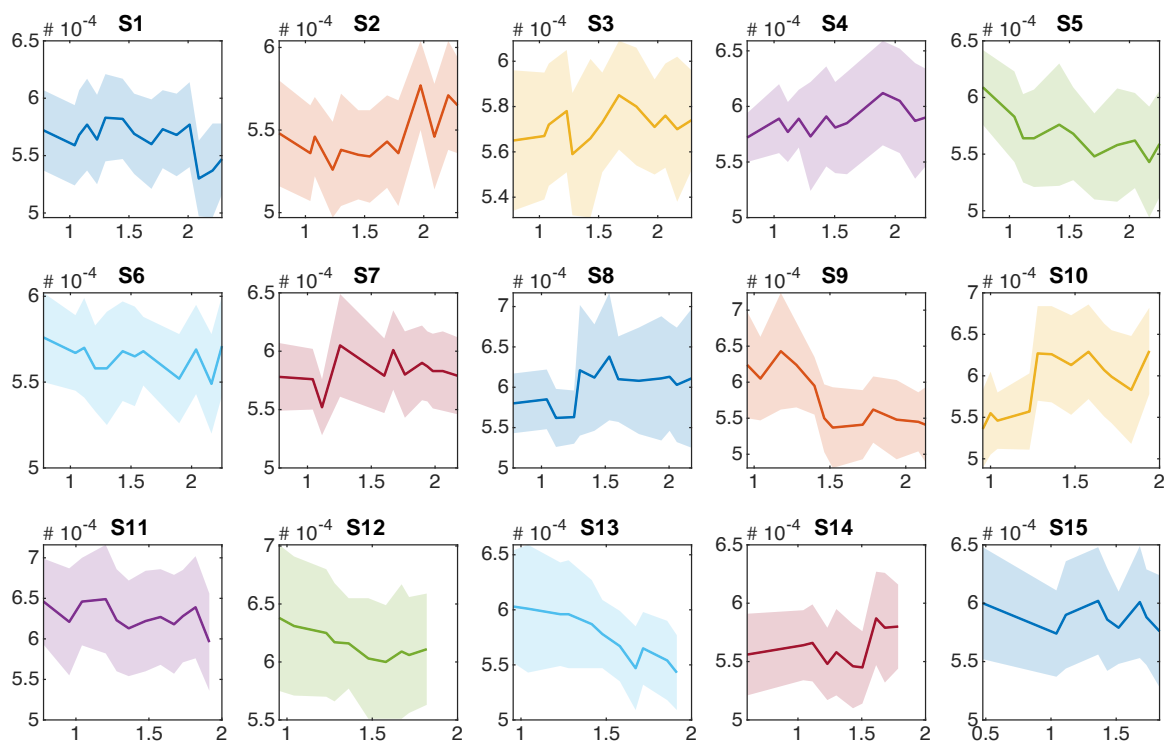 # 10^-4 S1 # 10^-4 S2 # 10^-4 S3 # 10^-4 S4 # 10^-4 S5
6.5 6 6 6.5 6.5
6 5.8 6 6
5.5 5.5 5.6 5.5 5.5
5 5 5.4 5 5
1 1.5 2 1 1.5 2 1 1.5 2 1 1.5 2 1 1.5 2
# 10^-4 S6 # 10^-4 S7 # 10^-4 S8 # 10^-4 S9 # 10^-4 S10
6 6.5 7 7 7
6.5 6.5 6.5
5.5 6 6 6 6
5.5 5.5 5.5 5.5
5 5 5 5 5
1 1.5 2 1 1.5 2 1 1.5 2 1 1.5 2 1 1.5 2
# 10^-4 S11 # 10^-4 S12 # 10^-4 S13 # 10^-4 S14 # 10^-4 S15
7 7 6.5 6.5 6.5
6.5 6.5 6 6 6
6 6 5.5 5.5 5.5
5.5
5 5.5 5 5 5
1 1.5 2 1 1.5 2 1 1.5 2 1 1.5 2 0.5 1 1.5